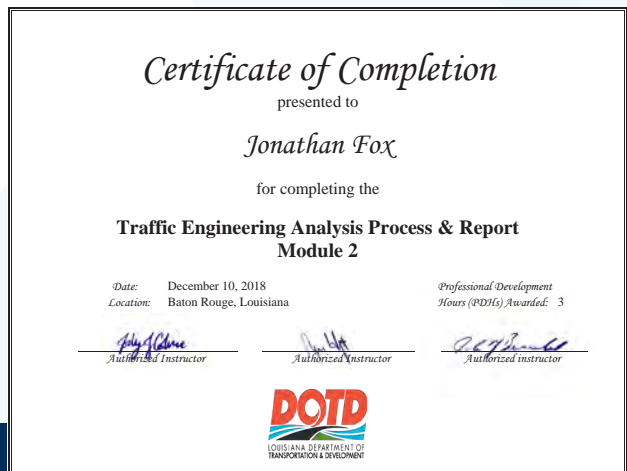 Certificate of Completion
presented to
Jonathan Fox
for completing the
Traffic Engineering Analysis Process & Report
Module 2
Date: December 10, 2018
Location: Baton Rouge, Louisiana
Professional Development
Hours (PDHs) Awarded: 3
Authorized Instructor
Authorized Instructor
Authorized instructor
DOTD
LOUISIANA DEPARTMENT OF
TRANSPORTATION & DEVELOPMENT